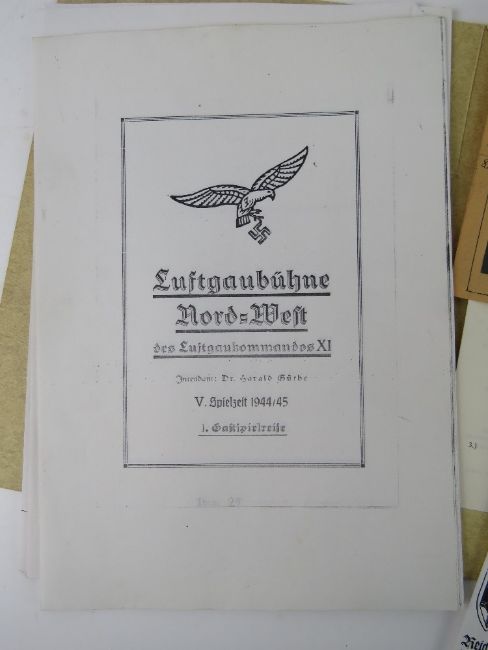 Luftgaubühne
Nord=West
des Luftgaukommandos XI
Intendant: Dr. Harald
V. Spielzeit 1944/45
1. Gastspielreise